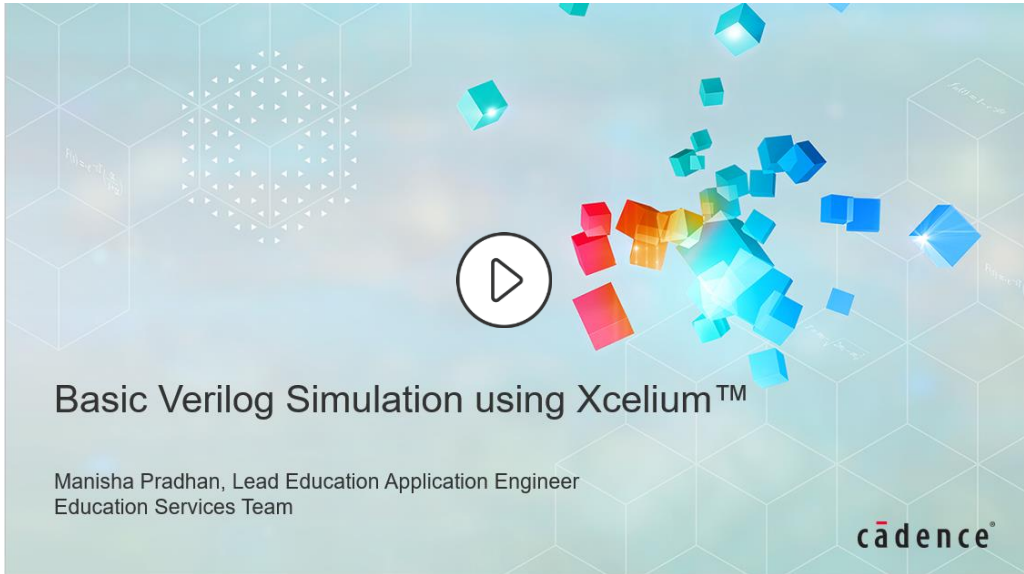 Basic Verilog Simulation using Xcelium™
Manisha Pradhan, Lead Education Application Engineer
Education Services Team
cādence®